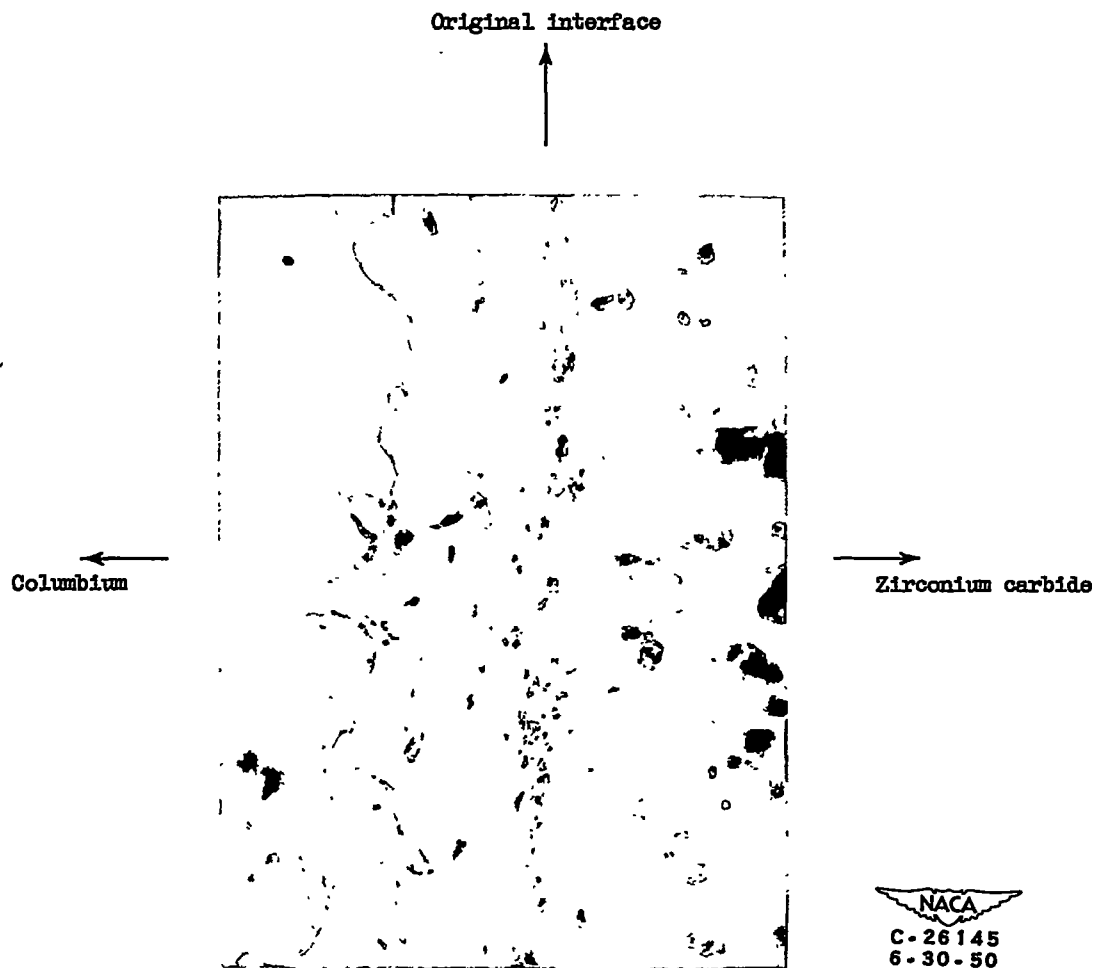 Original interface
Columbium
Zirconium carbide
NACA
C-26145
6-30-50